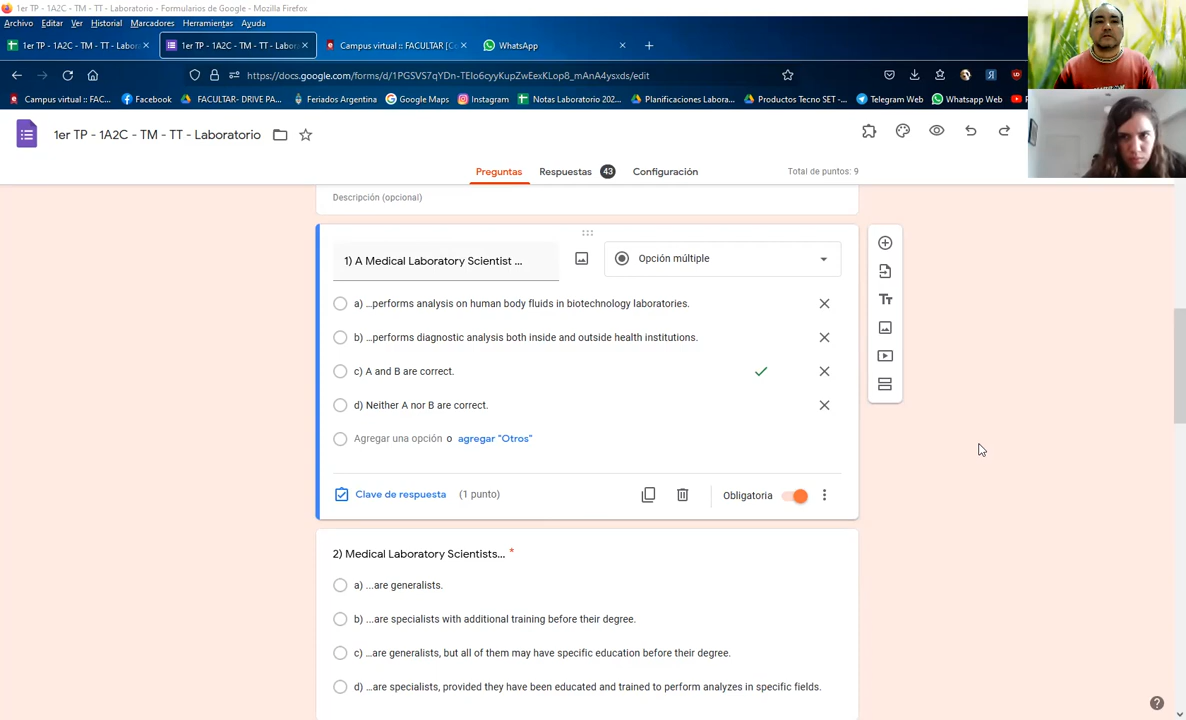 1er TP - 1A2C - TM - TT - Laboratorio - Formularios de Google - Mozilla Firefox
Archivo Editar Ver Historial Marcadores Herramientas Ayuda
1er TP - 1A2C - TM - TT - Labor
1er TP - 1A2C - TM - TT - Labor
Campus virtual :: FACULTAR [C
WhatsApp
https://docs.google.com/forms/d/1PGSVS7qYDn-TEIo6cyyKupZwEexKLop8_mAnA4ysxds/edit
Campus virtual :: FAC... Facebook FACULTAR- DRIVE PA... Feriados Argentina Google Maps Instagram Notas Laboratorio 202... Planificaciones Labora... Productos Tecno SET -... Telegram Web Whatsapp Web
1er TP - 1A2C - TM - TT - Laboratorio
Preguntas Respuestas 43 Configuración Total de puntos: 9
Descripción (opcional)
1) A Medical Laboratory Scientist ...
Opción múltiple
a) ...performs analysis on human body fluids in biotechnology laboratories.
b) ...performs diagnostic analysis both inside and outside health institutions.
c) A and B are correct.
d) Neither A nor B are correct.
Agregar una opción o agregar "Otros"
Clave de respuesta (1 punto) Obligatoria
2) Medical Laboratory Scientists... *
a) ...are generalists.
b) ...are specialists with additional training before their degree.
c) ...are generalists, but all of them may have specific education before their degree.
d) ...are specialists, provided they have been educated and trained to perform analyzes in specific fields.